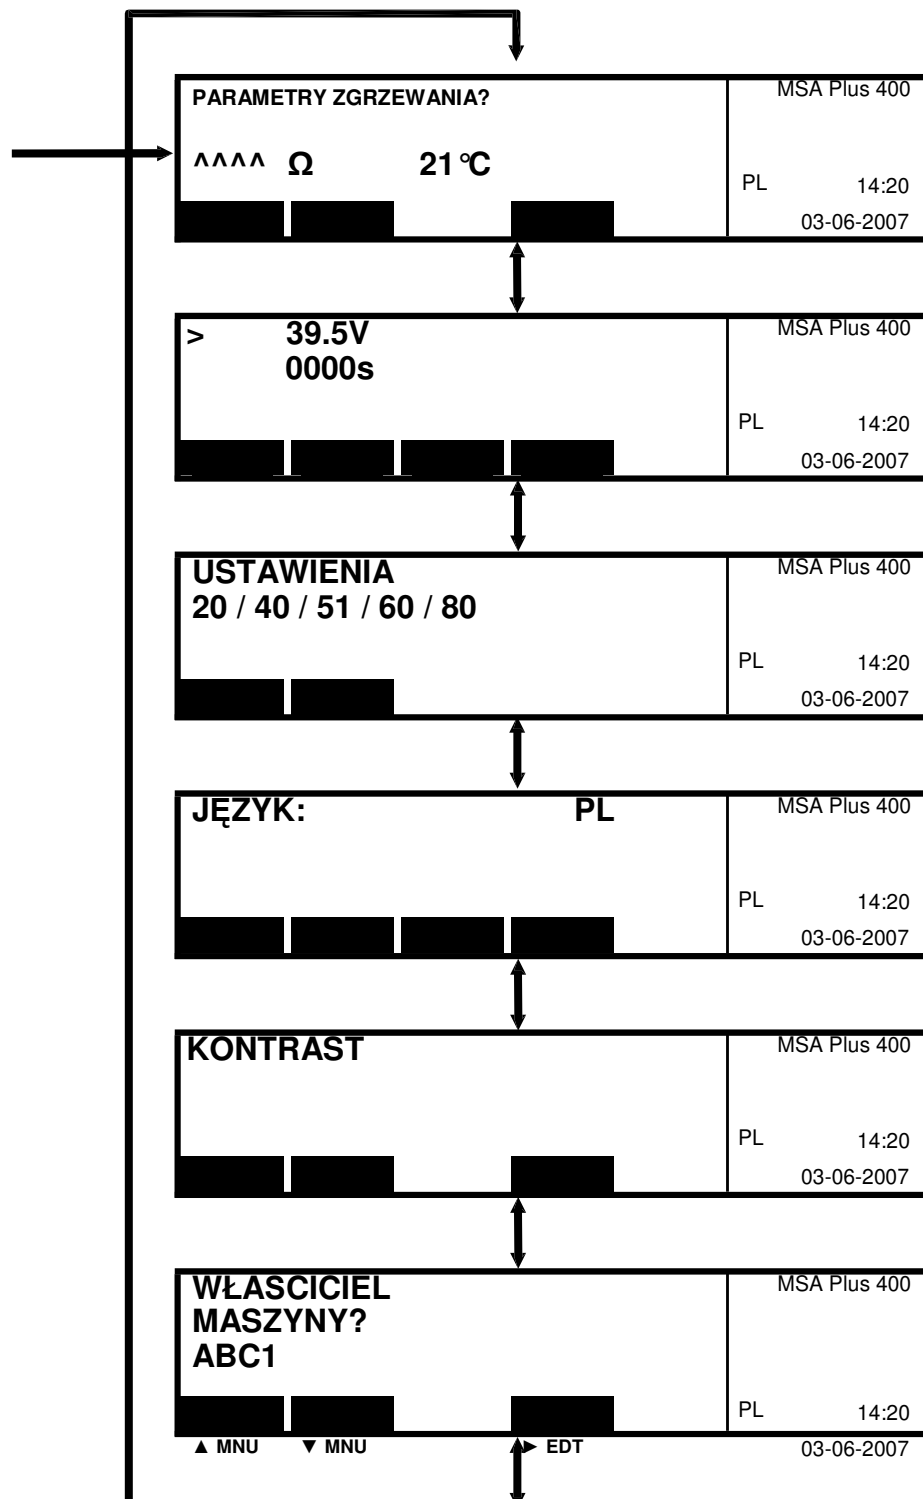 PARAMETRY ZGRZEWANIA?
MSA Plus 400
^^^^ Ω 21°C
PL 14:20
03-06-2007
> 39.5V
MSA Plus 400
0000s
PL 14:20
03-06-2007
USTAWIENIA
MSA Plus 400
20 / 40 / 51 / 60 / 80
PL 14:20
03-06-2007
JĘZYK: PL
MSA Plus 400
PL 14:20
03-06-2007
KONTRAST
MSA Plus 400
PL 14:20
03-06-2007
WŁASCICIEL
MSA Plus 400
MASZYNY?
ABC1
PL 14:20
▲ MNU ▼ MNU ► EDT
03-06-2007